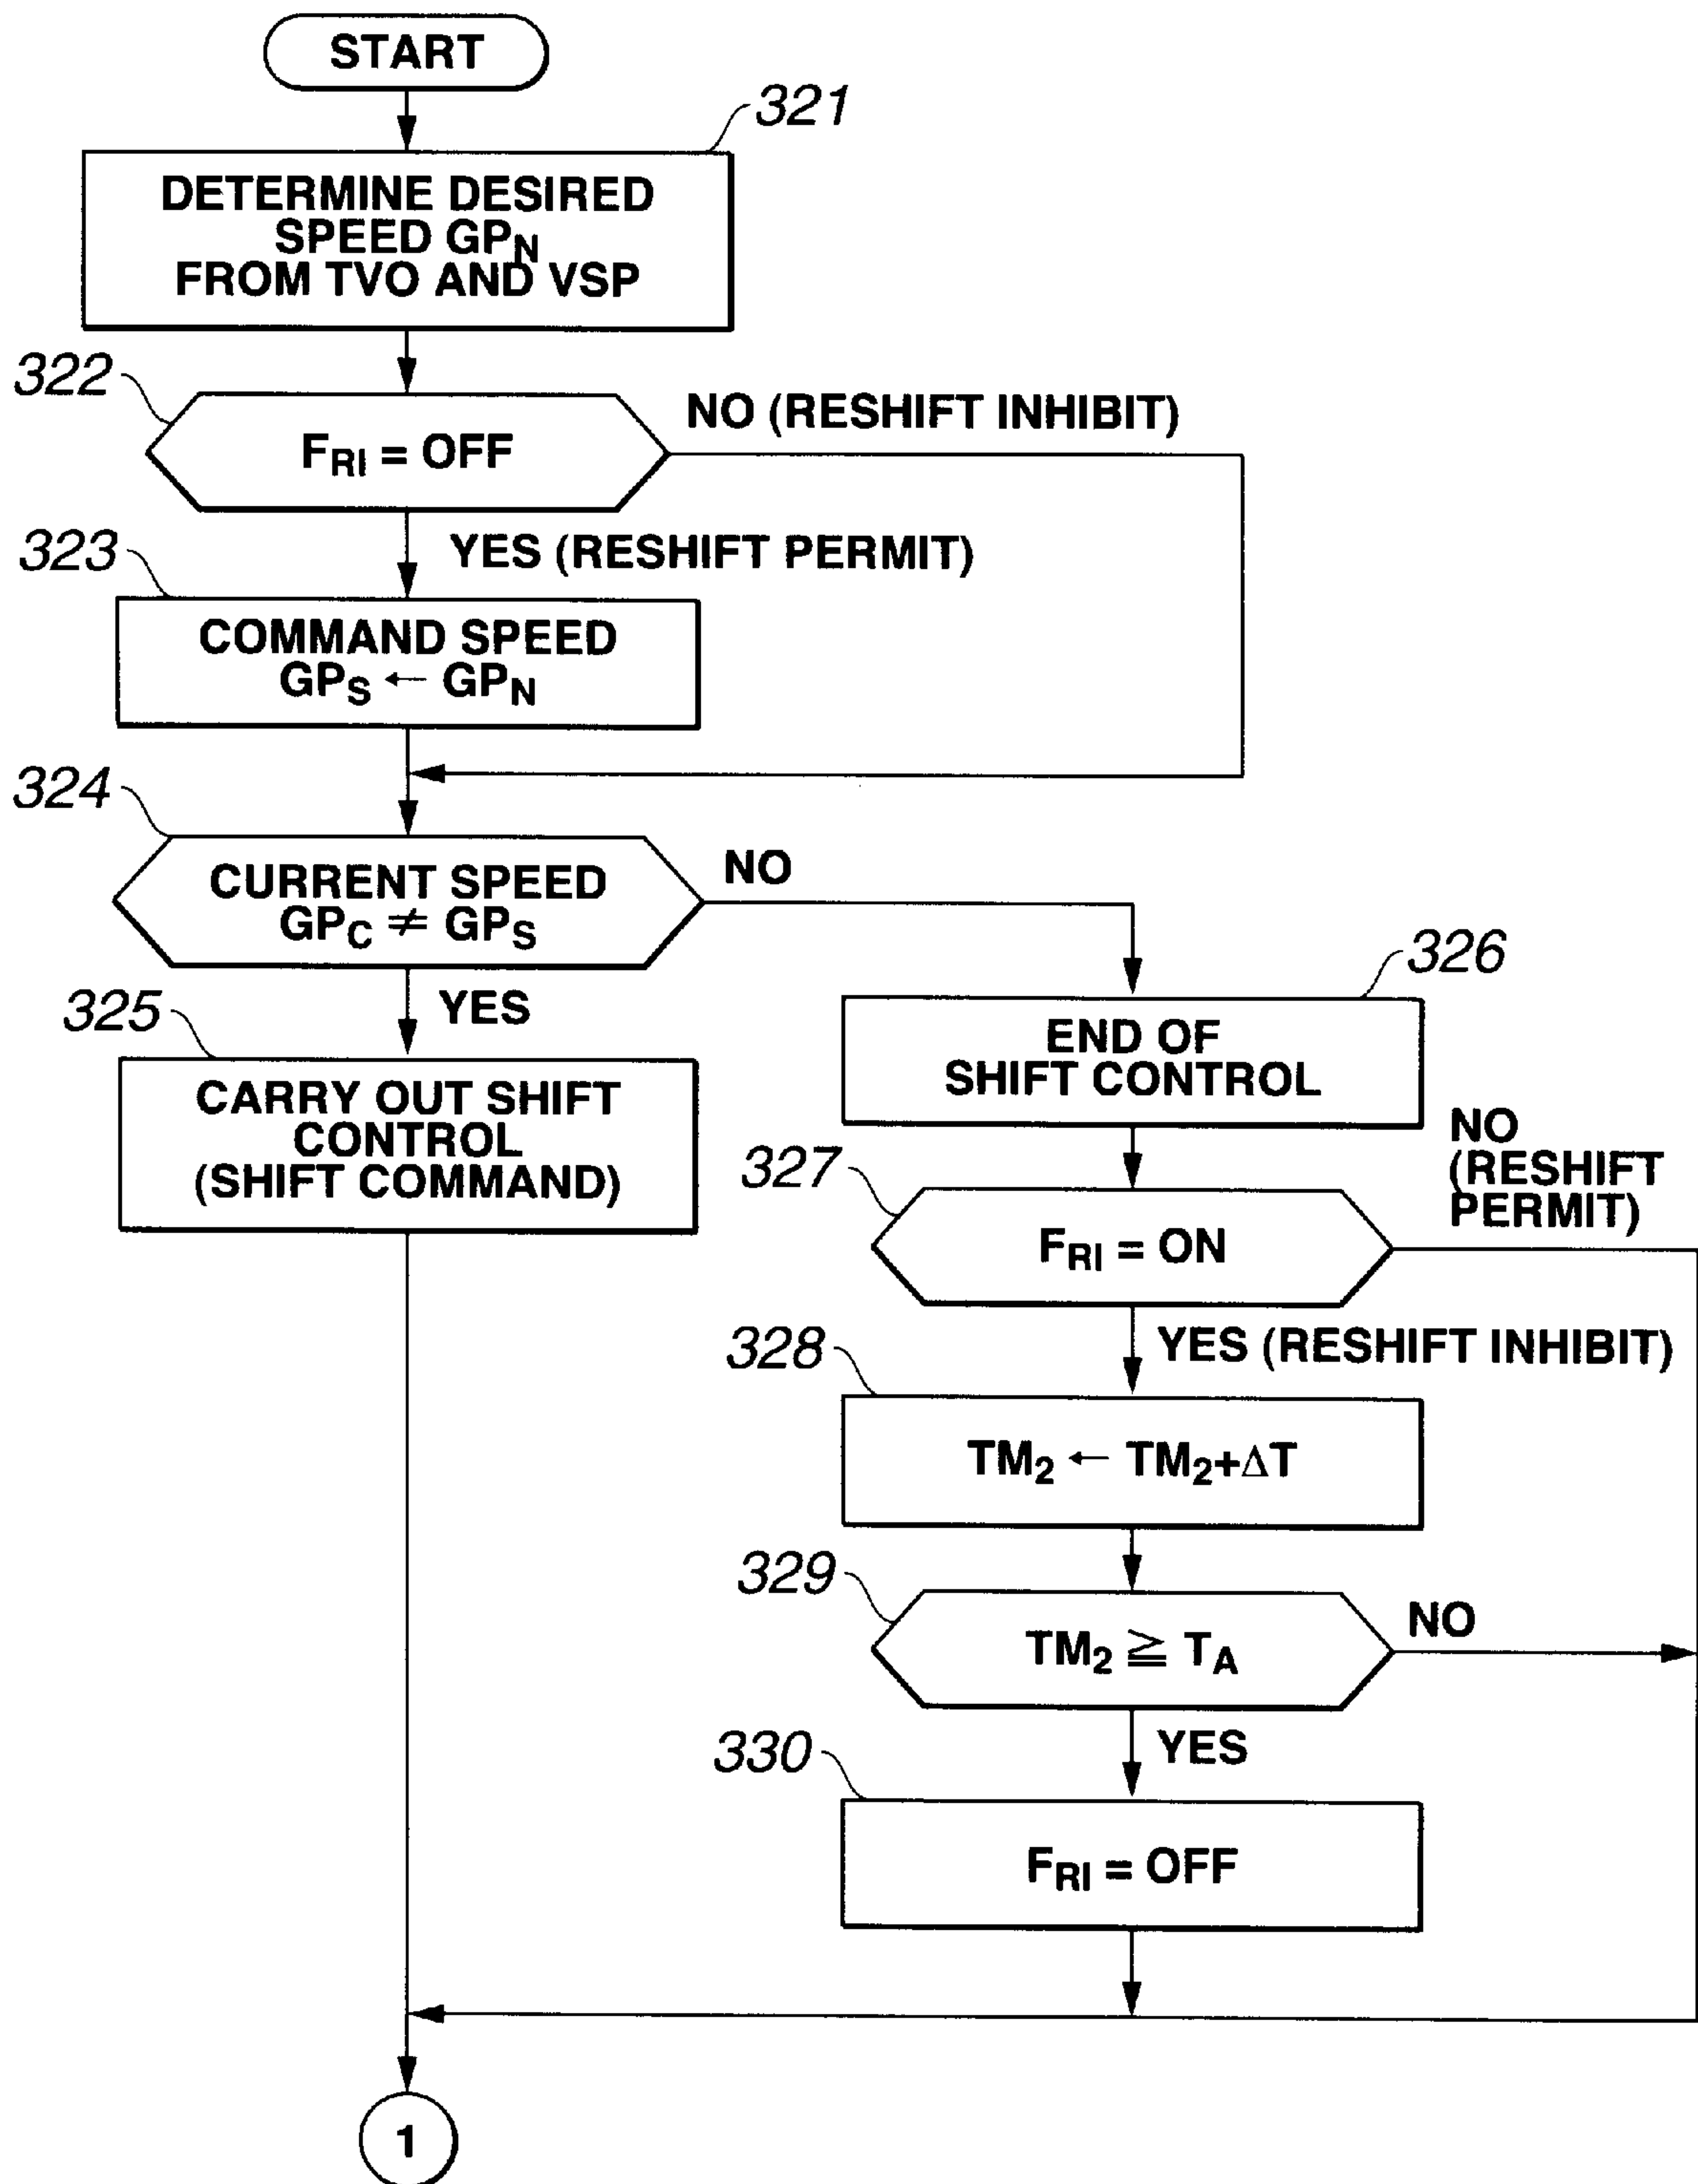 START
321
DETERMINE DESIRED
SPEED GPN
FROM TVO AND VSP
322
FRI = OFF
NO (RESHIFT INHIBIT)
YES (RESHIFT PERMIT)
323
COMMAND SPEED
GPS ← GPN
324
CURRENT SPEED
GPC ≠ GPS
NO
YES
325
CARRY OUT SHIFT
CONTROL
(SHIFT COMMAND)
326
END OF
SHIFT CONTROL
327
FRI = ON
NO
(RESHIFT
PERMIT)
YES (RESHIFT INHIBIT)
328
TM2 ← TM2+ΔT
329
TM2 ≧ TA
NO
YES
330
FRI = OFF
1